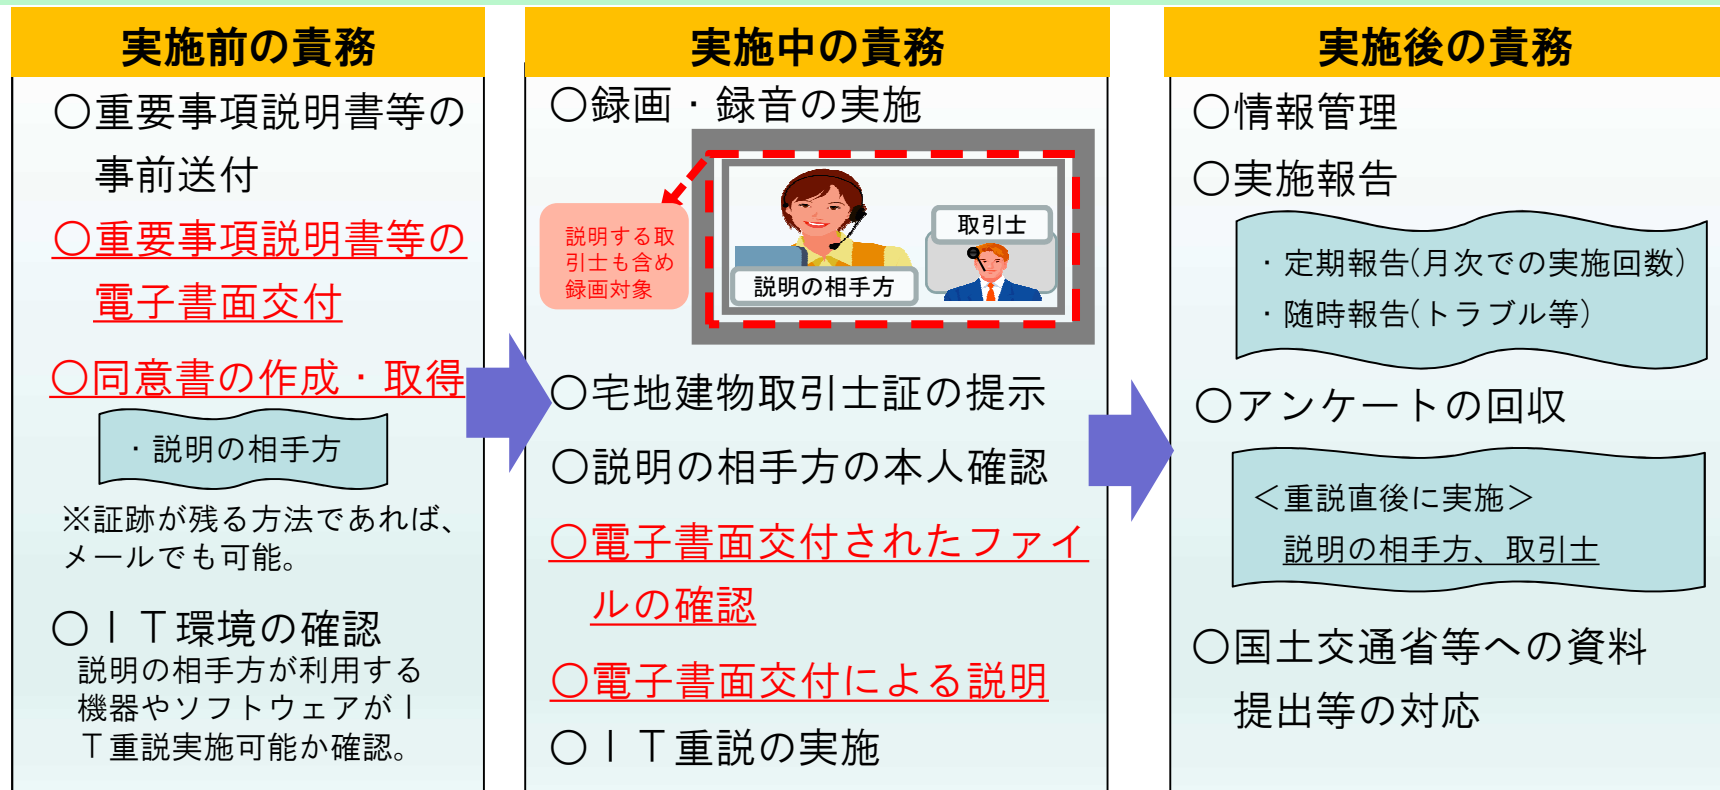 実施前の責務
○重要事項説明書等の
事前送付
○重要事項説明書等の
電子書面交付
○同意書の作成・取得
・説明の相手方
※証跡が残る方法であれば、
メールでも可能。
○ＩＴ環境の確認
説明の相手方が利用する
機器やソフトウェアがＩ
Ｔ重説実施可能か確認。
実施中の責務
○録画・録音の実施
説明する取
引士も含め
録画対象
取引士
説明の相手方
○宅地建物取引士証の提示
○説明の相手方の本人確認
○電子書面交付されたファイ
ルの確認
○電子書面交付による説明
○ＩＴ重説の実施
実施後の責務
○情報管理
○実施報告
・定期報告(月次での実施回数)
・随時報告(トラブル等)
○アンケートの回収
＜重説直後に実施＞
説明の相手方、取引士
○国土交通省等への資料
提出等の対応